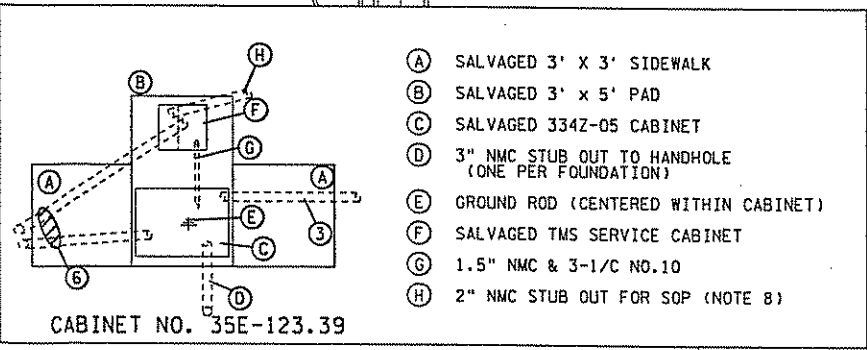 H
B
F
G
A
A
E
3
C
6
D
CABINET NO. 35E-123.39
A SALVAGED 3' X 3' SIDEWALK
B SALVAGED 3' x 5' PAD
C SALVAGED 334Z-05 CABINET
D 3" NMC STUB OUT TO HANDHOLE
(ONE PER FOUNDATION)
E GROUND ROD (CENTERED WITHIN CABINET)
F SALVAGED TMS SERVICE CABINET
G 1.5" NMC & 3-1/C NO.10
H 2" NMC STUB OUT FOR SOP (NOTE 8)